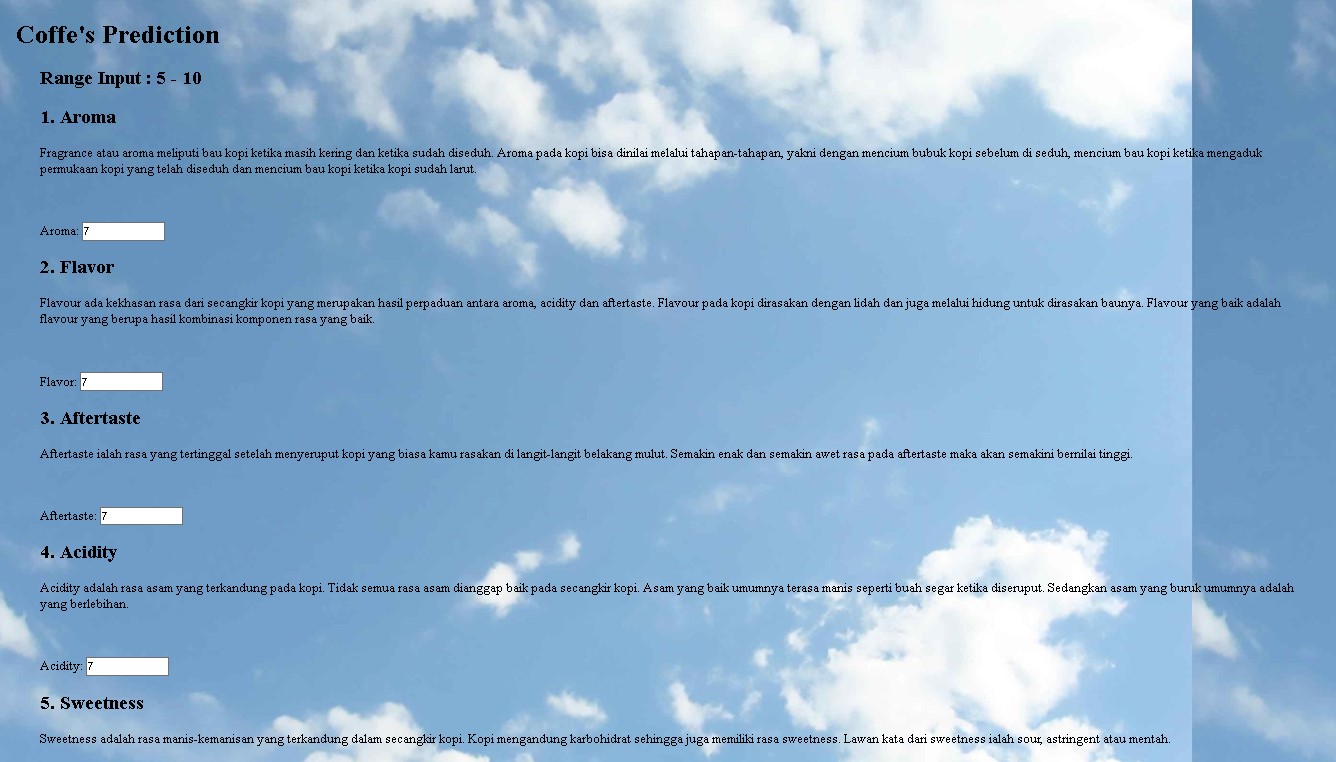 Coffe's Prediction
Range Input : 5 - 10
1. Aroma
Fragrance atau aroma meliputi bau kopi ketika masih kering dan ketika sudah diseduh. Aroma pada kopi bisa dinilai melalui tahapan-tahapan, yakni dengan mencium bubuk kopi sebelum di seduh, mencium bau kopi ketika mengaduk
permukaan kopi yang telah diseduh dan mencium bau kopi ketika kopi sudah larut.
Aroma: 7
2. Flavor
Flavour ada kekhasan rasa dari secangkir kopi yang merupakan hasil perpaduan antara aroma, acidity dan aftertaste. Flavour pada kopi dirasakan dengan lidah dan juga melalui hidung untuk dirasakan baunya. Flavour yang baik adalah
flavour yang berupa hasil kombinasi komponen rasa yang baik.
Flavor: 7
3. Aftertaste
Aftertaste ialah rasa yang tertinggal setelah menyeruput kopi yang biasa kamu rasakan di langit-langit belakang mulut. Semakin enak dan semakin awet rasa pada aftertaste maka akan semakini bernilai tinggi.
Aftertaste: 7
4. Acidity
Acidity adalah rasa asam yang terkandung pada kopi. Tidak semua rasa asam dianggap baik pada secangkir kopi. Asam yang baik umumnya terasa manis seperti buah segar ketika diseruput. Sedangkan asam yang buruk umumnya adalah
yang berlebihan.
Acidity: 7
5. Sweetness
Sweetness adalah rasa manis-kemanisan yang terkandung dalam secangkir kopi. Kopi mengandung karbohidrat sehingga juga memiliki rasa sweetness. Lawan kata dari sweetness ialah sour, astringent atau mentah.